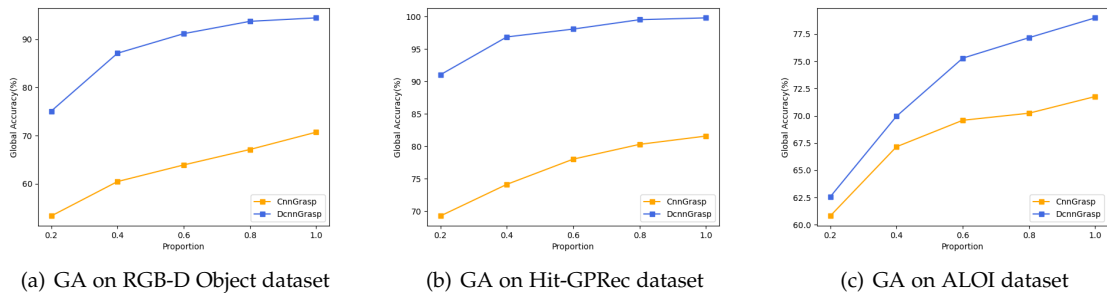 90
80
70
60
Global Accuracy(%)
0.2 0.4 0.6 0.8 1.0
Proportion
CnnGrasp
DcnnGrasp
(a) GA on RGB-D Object dataset
100
95
90
85
80
75
70
Global Accuracy(%)
0.2 0.4 0.6 0.8 1.0
Proportion
CnnGrasp
DcnnGrasp
(b) GA on Hit-GPRec dataset
77.5
75.0
72.5
70.0
67.5
65.0
62.5
60.0
Global Accuracy(%)
0.2 0.4 0.6 0.8 1.0
Proportion
CnnGrasp
DcnnGrasp
(c) GA on ALOI dataset